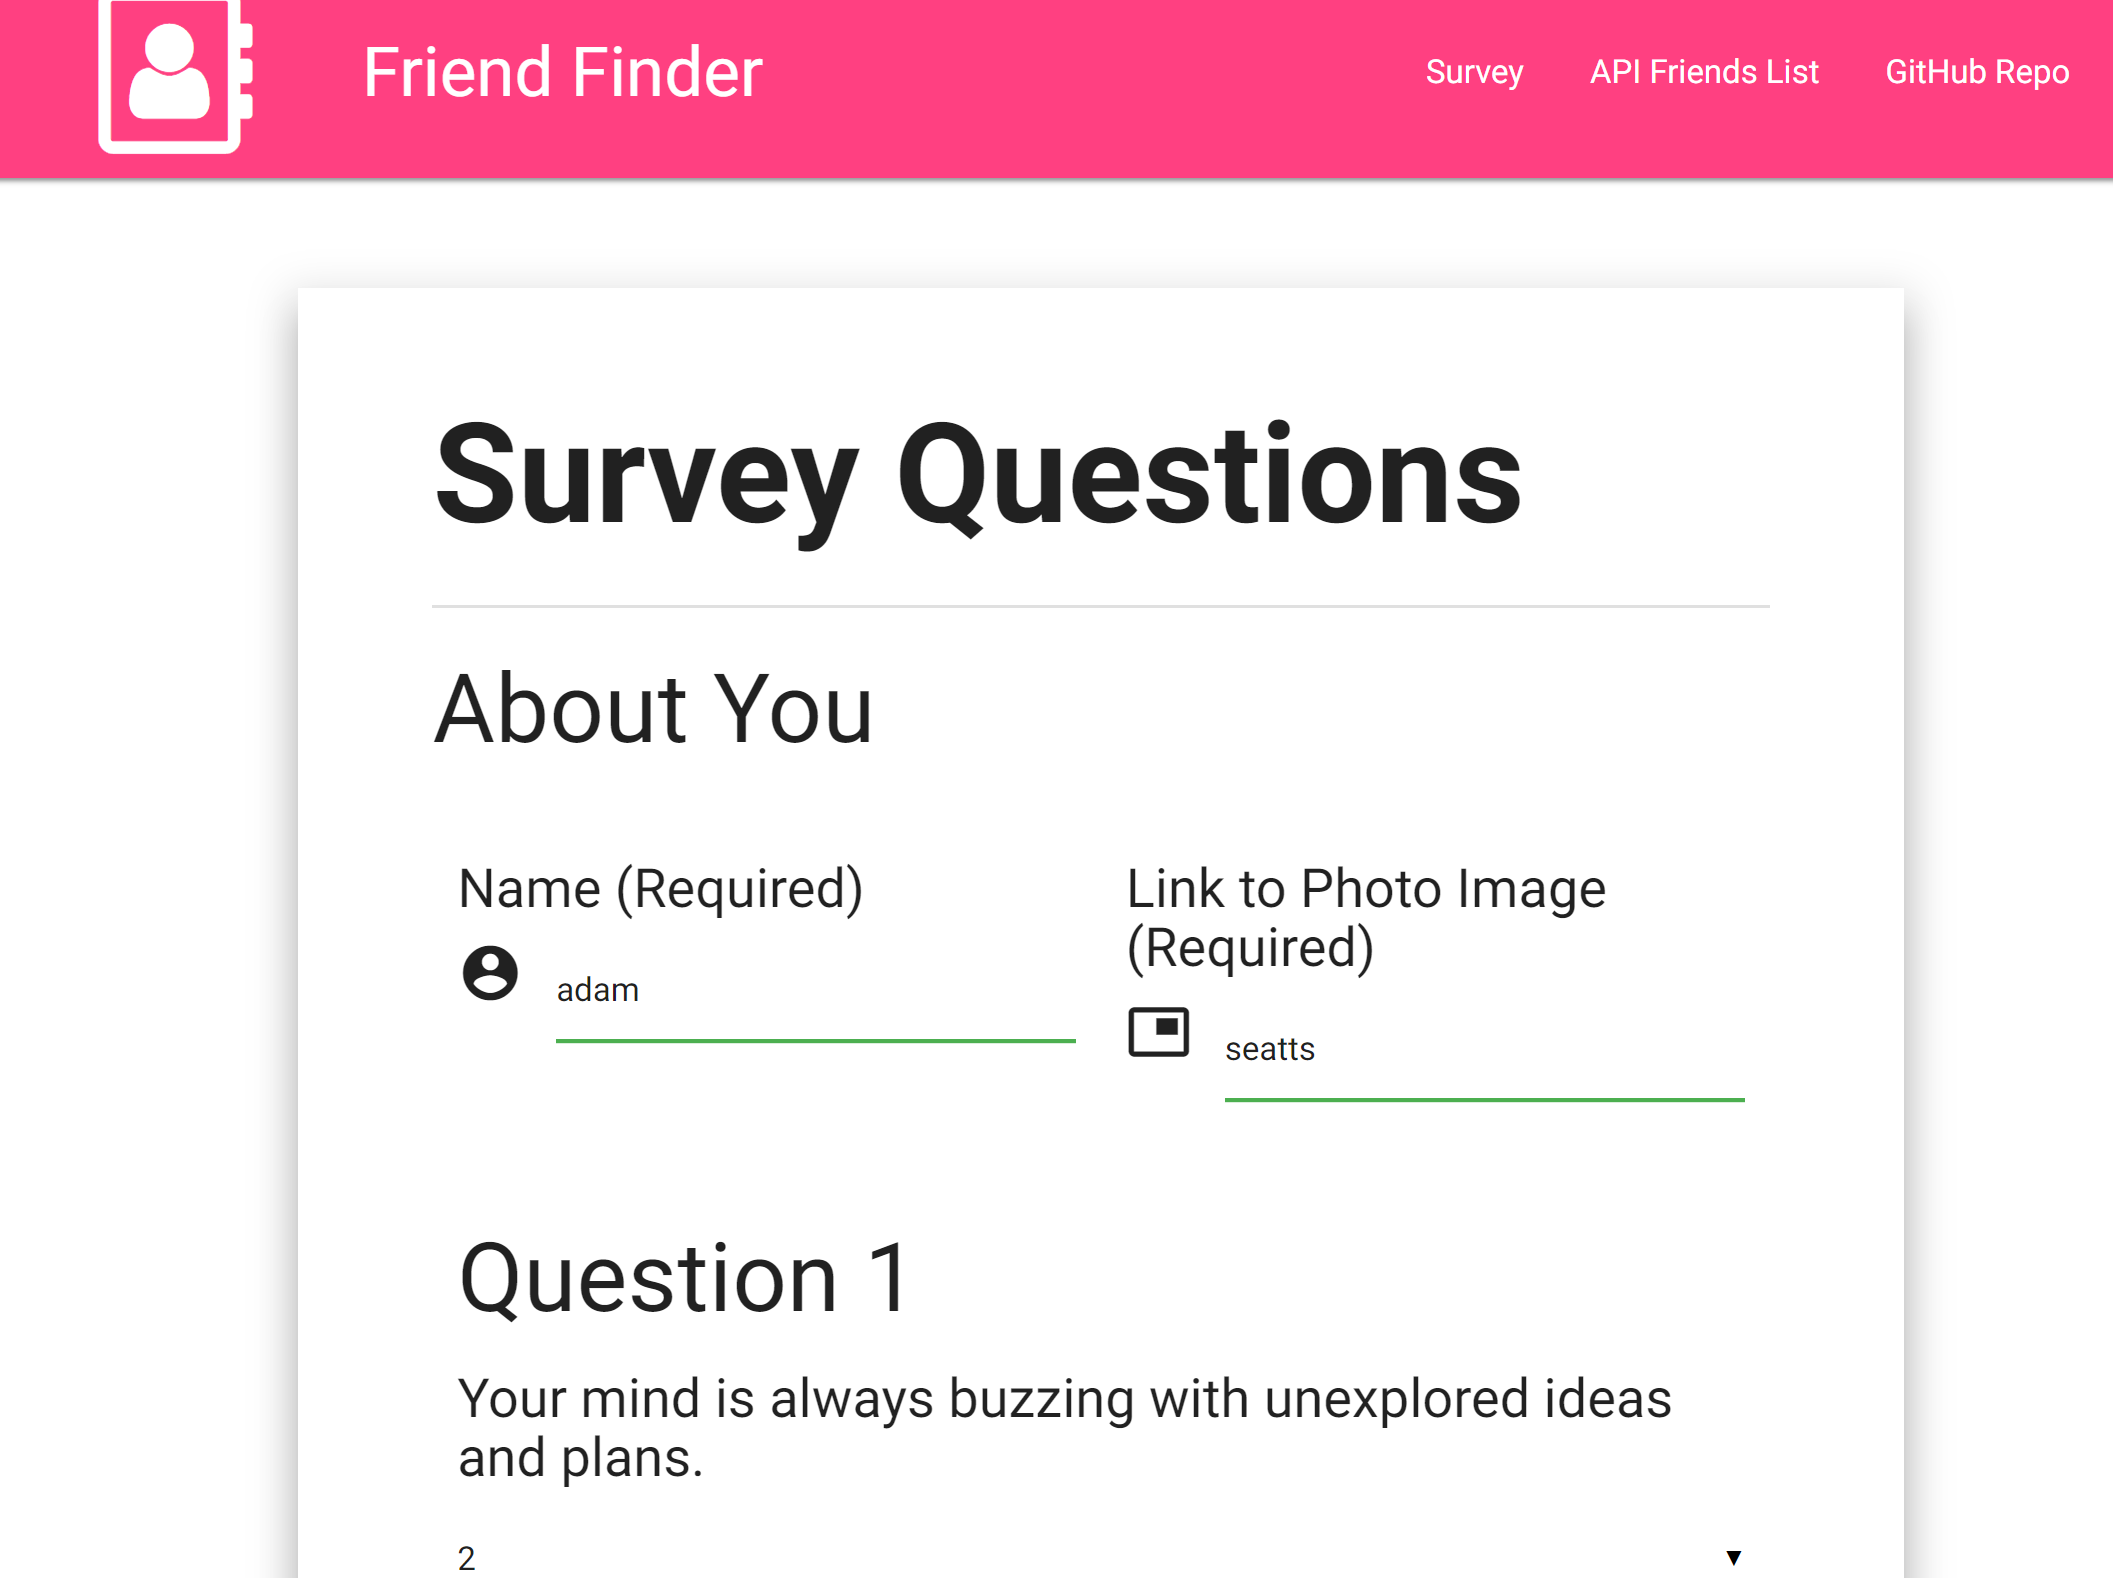 Friend Finder
Survey
API Friends List
GitHub Repo
Survey Questions
About You
Name (Required)
adam
Link to Photo Image
(Required)
seatts
Question 1
Your mind is always buzzing with unexplored ideas
and plans.
2